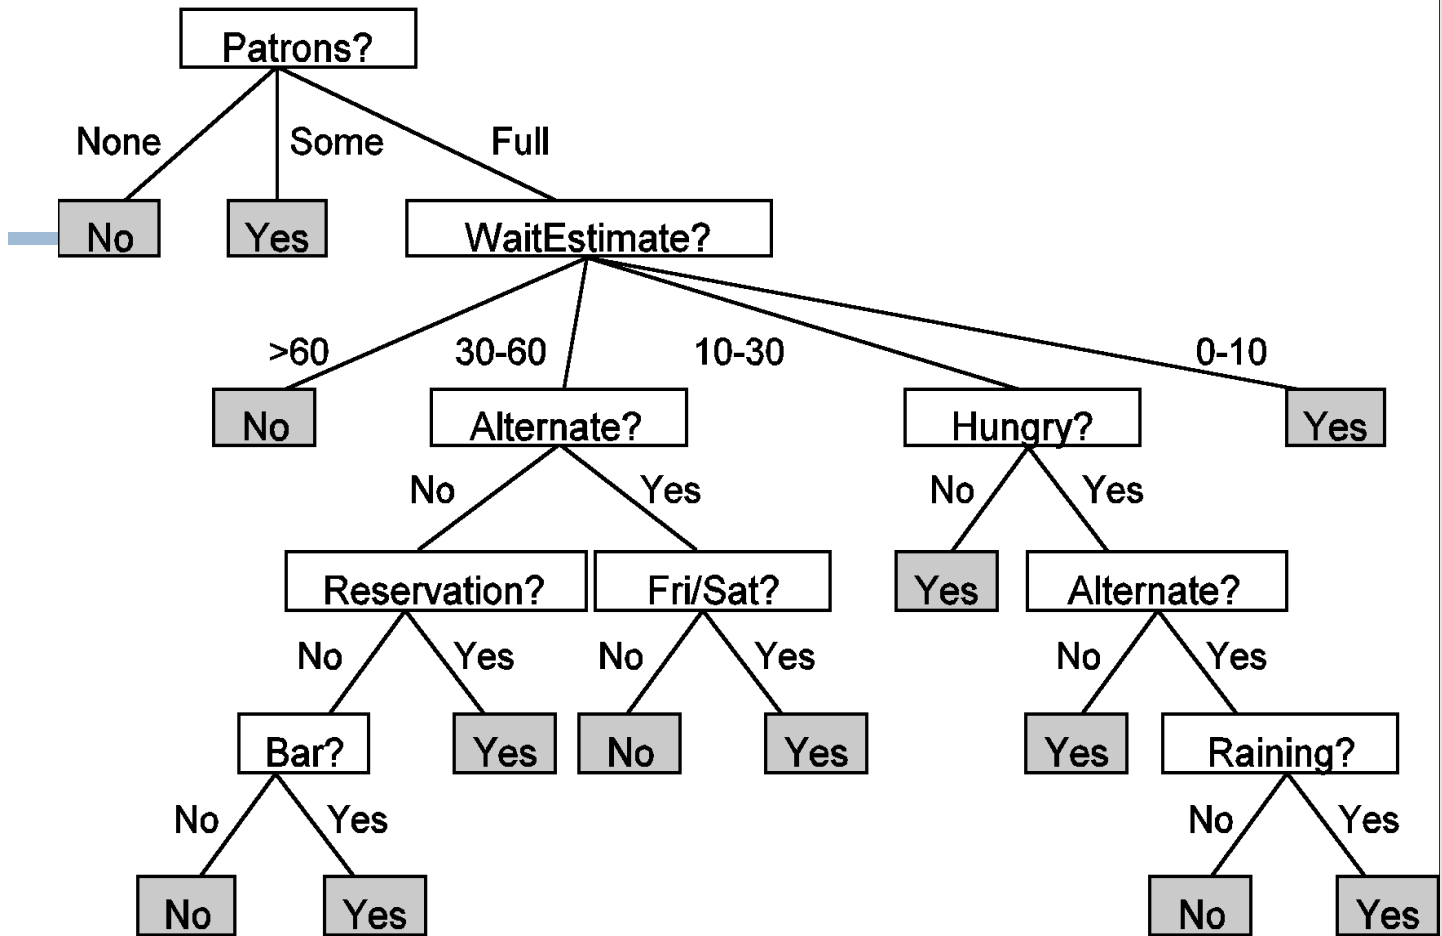 Patrons?
None Some Full
No Yes WaitEstimate?
>60 30-60 10-30 0-10
No Alternate? Hungry? Yes
No Yes No Yes
Reservation? Fri/Sat? Yes Alternate?
No Yes No Yes No Yes
Bar? Yes No Yes Yes Raining?
No Yes No Yes
No Yes No Yes